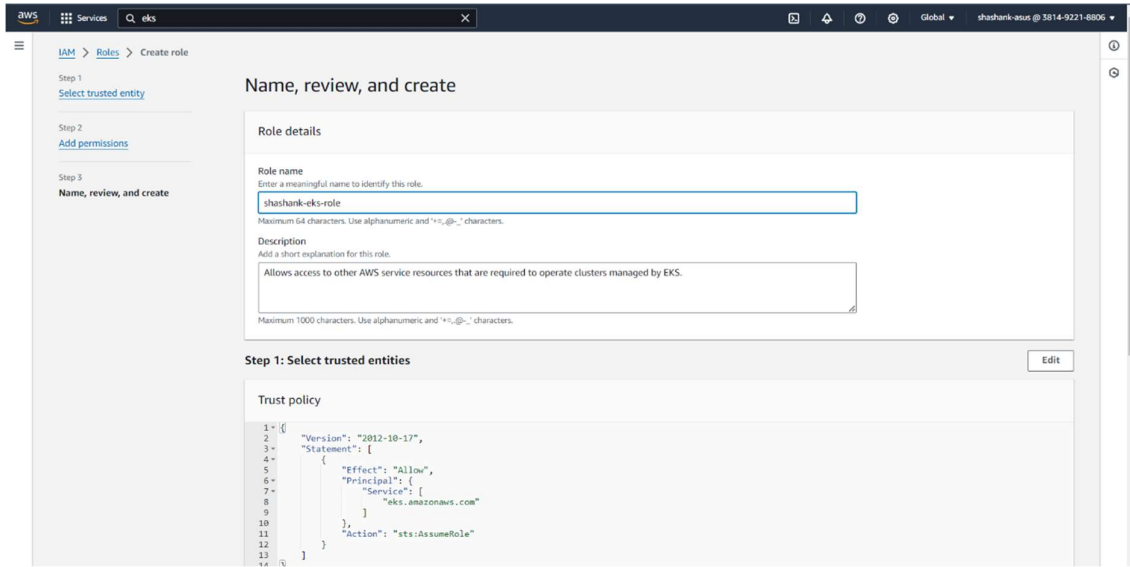 aws
Services
eks
Global
shashank-asus @ 3814-9221-8806
IAM > Roles > Create role
Step 1
Select trusted entity
Step 2
Add permissions
Step 3
Name, review, and create
Name, review, and create
Role details
Role name
Enter a meaningful name to identify this role.
shashank-eks-role
Maximum 64 characters. Use alphanumeric and '+=,.@-_' characters.
Description
Add a short explanation for this role.
Allows access to other AWS service resources that are required to operate clusters managed by EKS.
Maximum 1000 characters. Use alphanumeric and '+=,.@-_' characters.
Step 1: Select trusted entities
Edit
Trust policy
1 {
2 "Version": "2012-10-17",
3 "Statement": [
4 {
5 "Effect": "Allow",
6 "Principal": {
7 "Service": [
8 "eks.amazonaws.com"
9 ]
10 },
11 "Action": "sts:AssumeRole"
12 }
13 ]
14 }